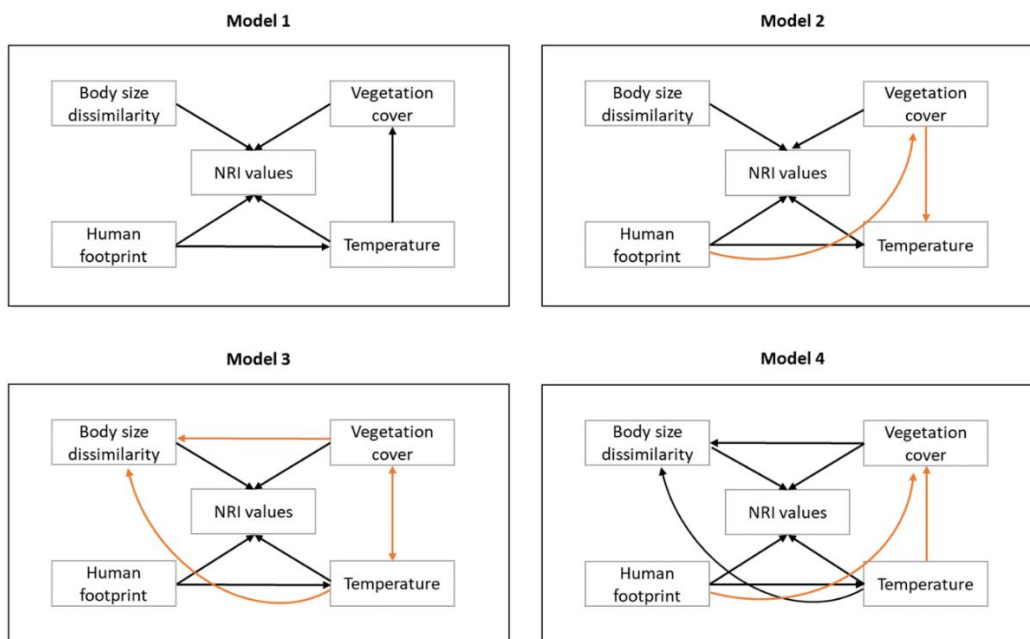 Model 1
Body size
dissimilarity
Vegetation
cover
NRI values
Human
footprint
Temperature
Model 2
Body size
dissimilarity
Vegetation
cover
NRI values
Human
footprint
Temperature
Model 3
Body size
dissimilarity
Vegetation
cover
NRI values
Human
footprint
Temperature
Model 4
Body size
dissimilarity
Vegetation
cover
NRI values
Human
footprint
Temperature